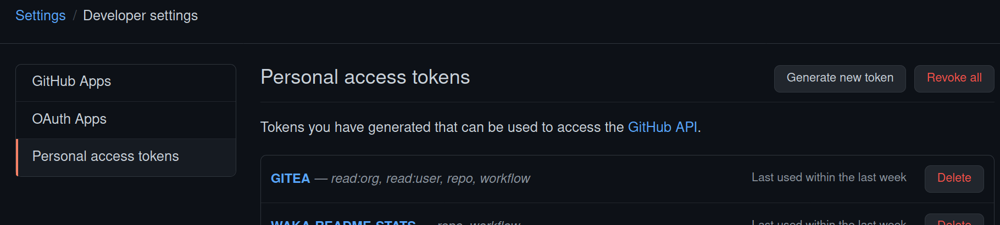 Settings / Developer settings
GitHub Apps
OAuth Apps
Personal access tokens
Personal access tokens
Generate new token
Revoke all
Tokens you have generated that can be used to access the GitHub API.
GITEA — read:org, read:user, repo, workflow
Last used within the last week
Delete
WAKA-README-STATS — repo, workflow
Last used within the last week
Delete